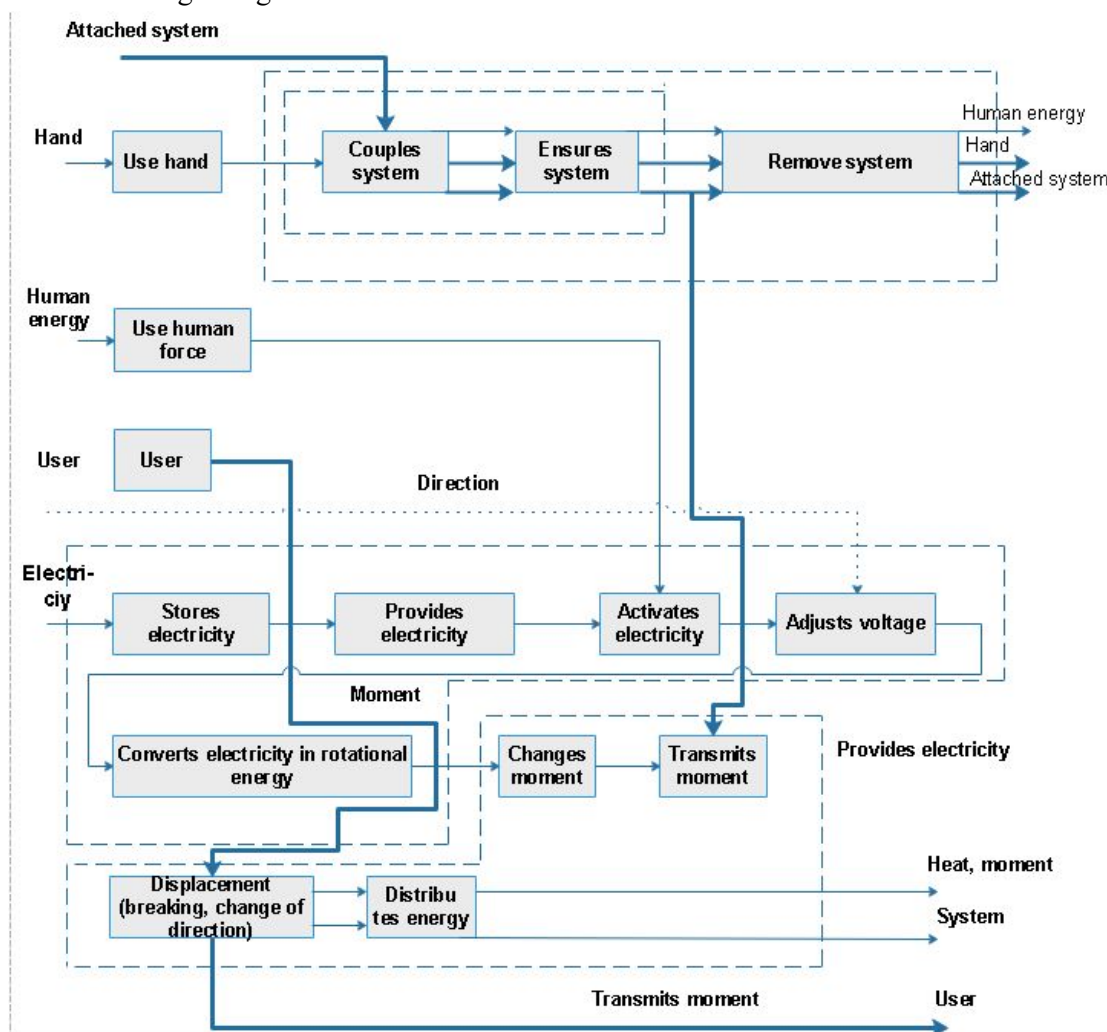 Attached system
Human energy
Hand
Use hand
Couples
system
Ensures
system
Remove system
Hand
Attached system
Human
energy
Use human
force
User
User
Direction
Electri-
ciy
Stores
electricity
Provides
electricity
Activates
electricity
Adjusts voltage
Moment
Converts electricity in rotational
energy
Changes
moment
Transmits
moment
Provides electricity
Displacement
(breaking, change of
direction)
Distribu
tes energy
Heat, moment
System
Transmits moment
User